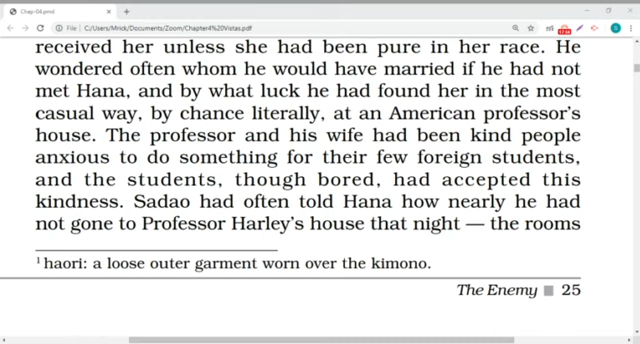 Chap-04.pmd
File | C:/Users/Mrick/Documents/Zoom/Chapter4%20Vistas.pdf
received her unless she had been pure in her race. He
wondered often whom he would have married if he had not
met Hana, and by what luck he had found her in the most
casual way, by chance literally, at an American professor's
house. The professor and his wife had been kind people
anxious to do something for their few foreign students,
and the students, though bored, had accepted this
kindness. Sadao had often told Hana how nearly he had
not gone to Professor Harley's house that night — the rooms
1 haori: a loose outer garment worn over the kimono.
The Enemy 25